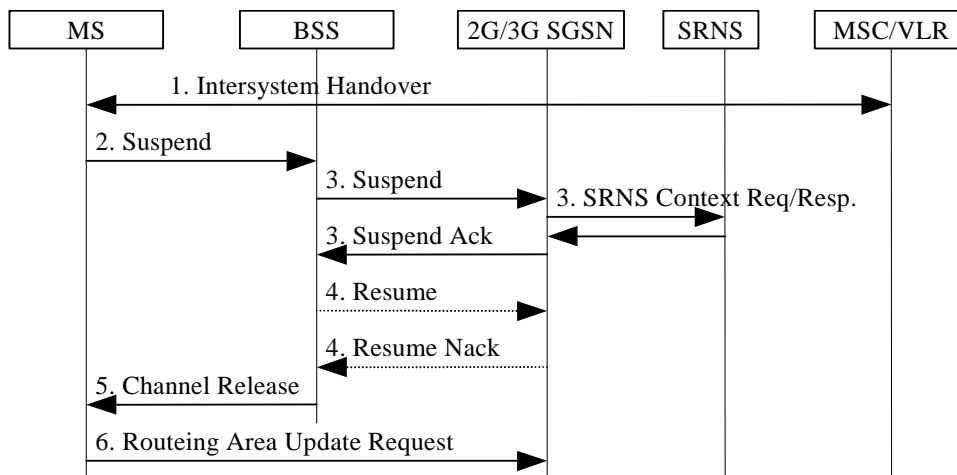 MS
BSS
2G/3G SGSN
SRNS
MSC/VLR
1. Intersystem Handover
2. Suspend
3. Suspend
3. SRNS Context Req/Resp.
3. Suspend Ack
4. Resume
4. Resume Nack
5. Channel Release
6. Routeing Area Update Request